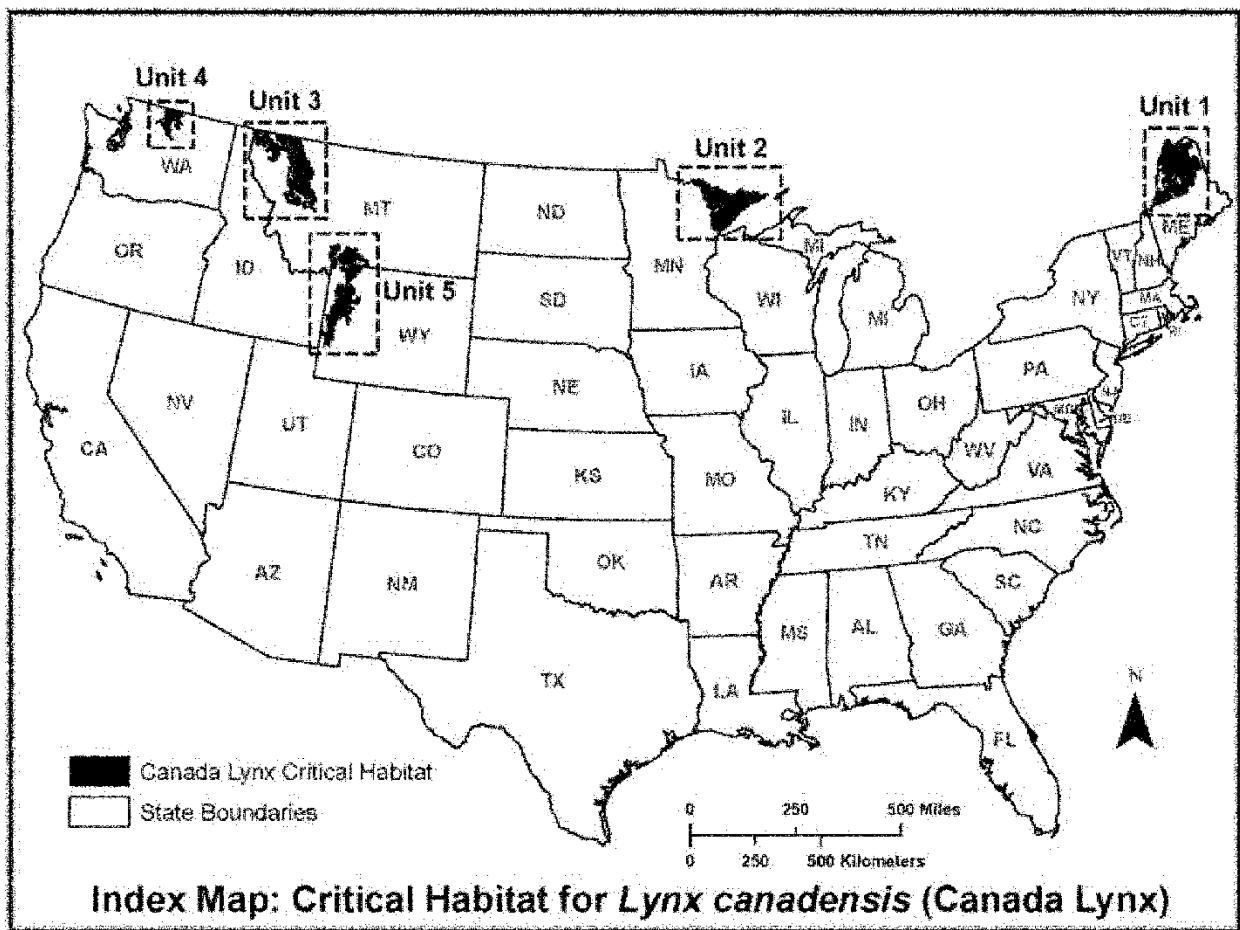 Unit 4
Unit 3
Unit 2
Unit 1
Unit 5
WA
OR
ID
MT
WY
ND
SD
MN
WI
MI
MI
ME
VT
NH
NY
MA
CT
RI
CA
NV
UT
CO
NE
KS
IA
MO
IL
IN
OH
PA
NJ
MD
DE
WV
VA
KY
AZ
NM
OK
TX
AR
LA
TN
NC
SC
MS
AL
GA
FL
N
Canada Lynx Critical Habitat
State Boundaries
0 250 500 Miles
0 250 500 Kilometers
Index Map: Critical Habitat for Lynx canadensis (Canada Lynx)